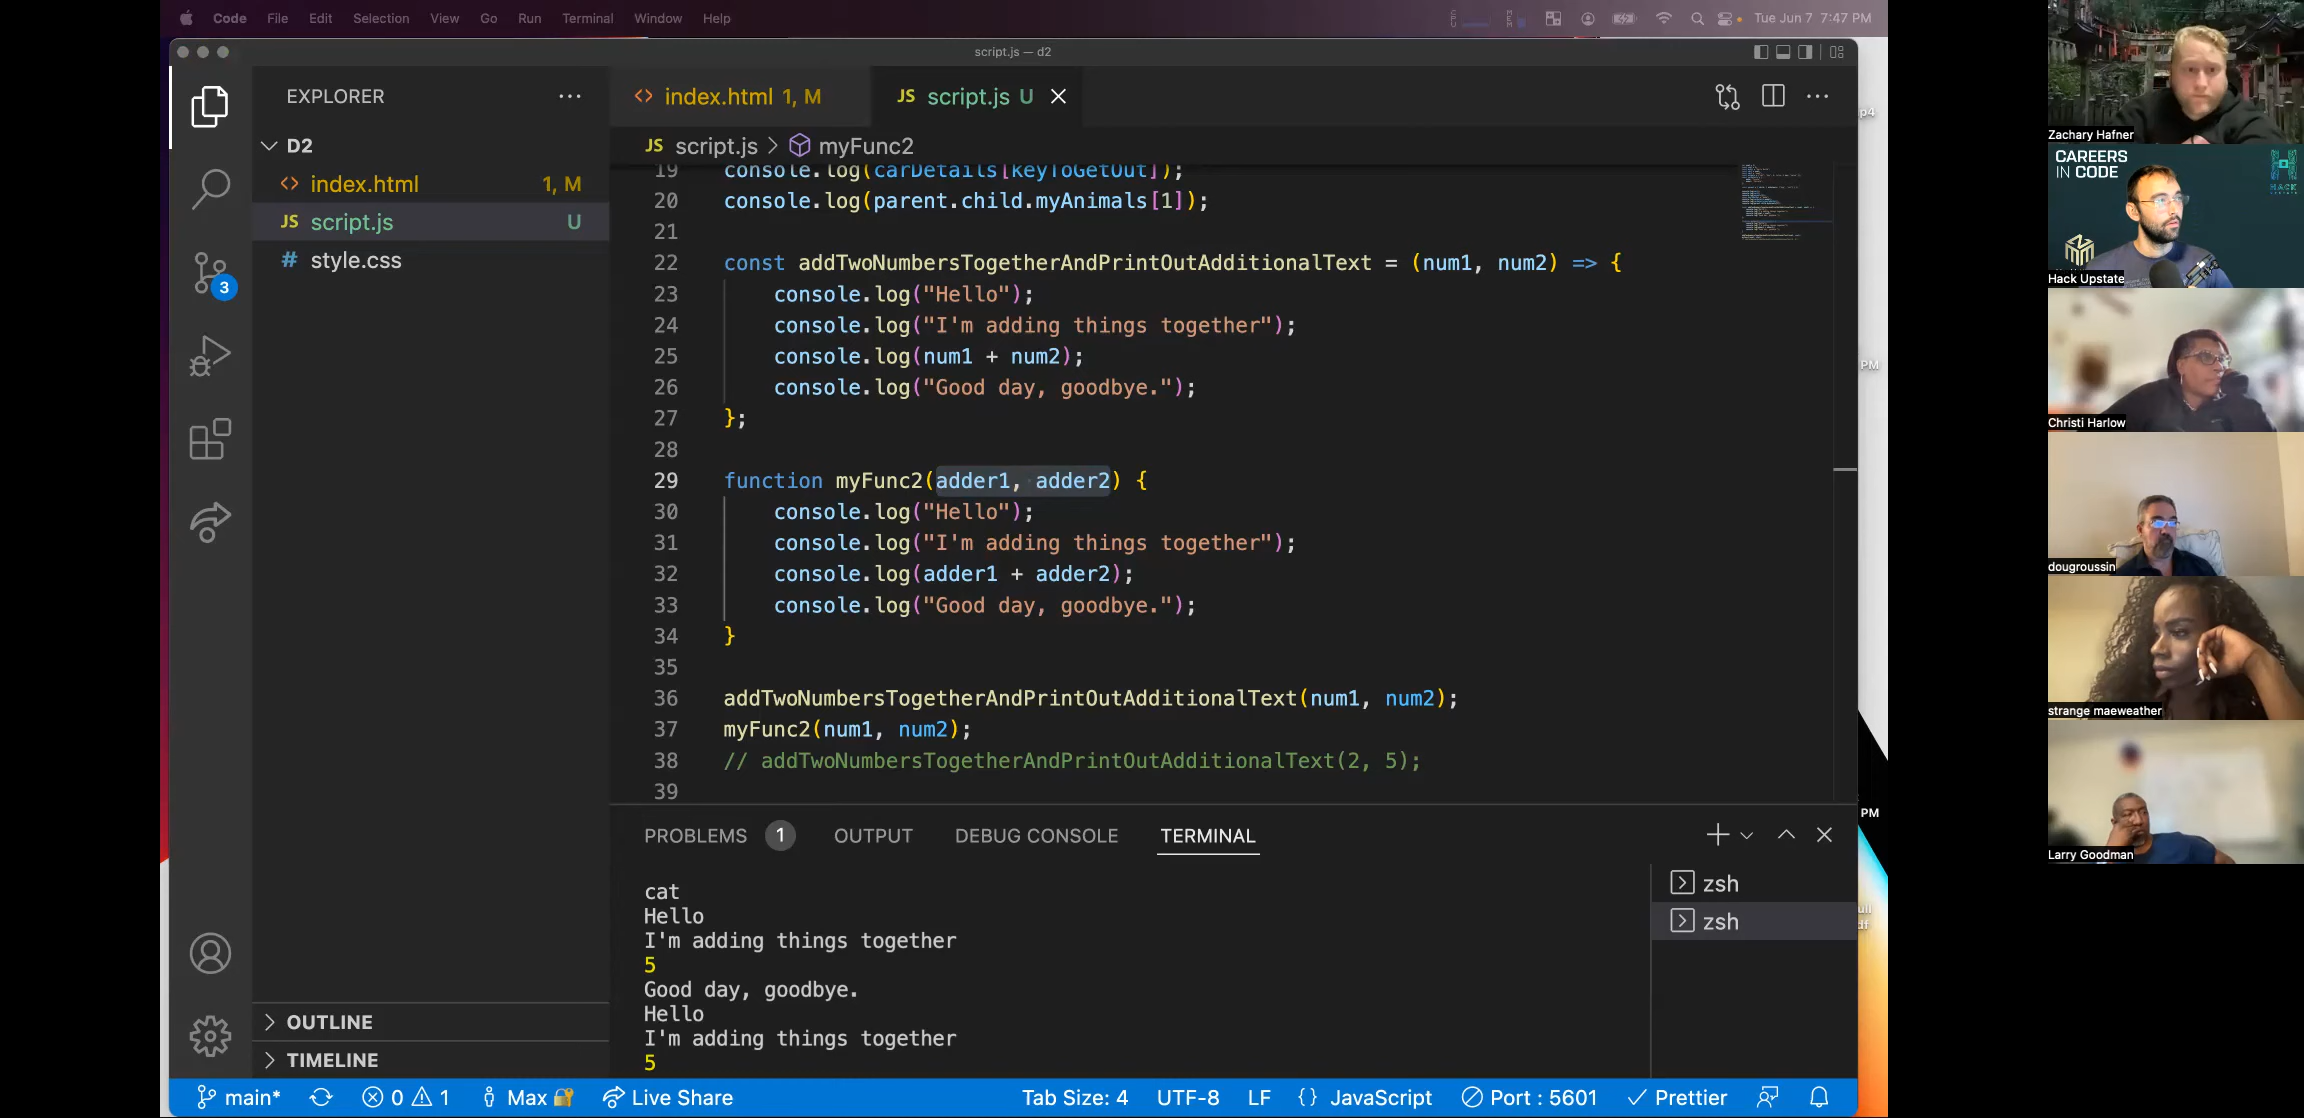 Code File Edit Selection View Go Run Terminal Window Help
Tue Jun 7 7:47 PM
script.js — d2
EXPLORER
D2
index.html 1, M
script.js U
style.css
3
OUTLINE
TIMELINE
index.html 1, M
JS script.js U
JS script.js > myFunc2
19 console.log(carDetails[keyToGetOut]);
20 console.log(parent.child.myAnimals[1]);
21
22 const addTwoNumbersTogetherAndPrintOutAdditionalText = (num1, num2) => {
23 console.log("Hello");
24 console.log("I'm adding things together");
25 console.log(num1 + num2);
26 console.log("Good day, goodbye.");
27 };
28
29 function myFunc2(adder1, adder2) {
30 console.log("Hello");
31 console.log("I'm adding things together");
32 console.log(adder1 + adder2);
33 console.log("Good day, goodbye.");
34 }
35
36 addTwoNumbersTogetherAndPrintOutAdditionalText(num1, num2);
37 myFunc2(num1, num2);
38 // addTwoNumbersTogetherAndPrintOutAdditionalText(2, 5);
39
PROBLEMS 1 OUTPUT DEBUG CONSOLE TERMINAL
cat
Hello
I'm adding things together
5
Good day, goodbye.
Hello
I'm adding things together
5
zsh
zsh
main* 0 1 Max Live Share Tab Size: 4 UTF-8 LF {} JavaScript Port : 5601 Prettier
p4
PM
PM
Zachary Hafner
CAREERS
IN CODE
HACK
Hack Upstate
Christi Harlow
dougroussin
strange maeweather
Larry Goodman